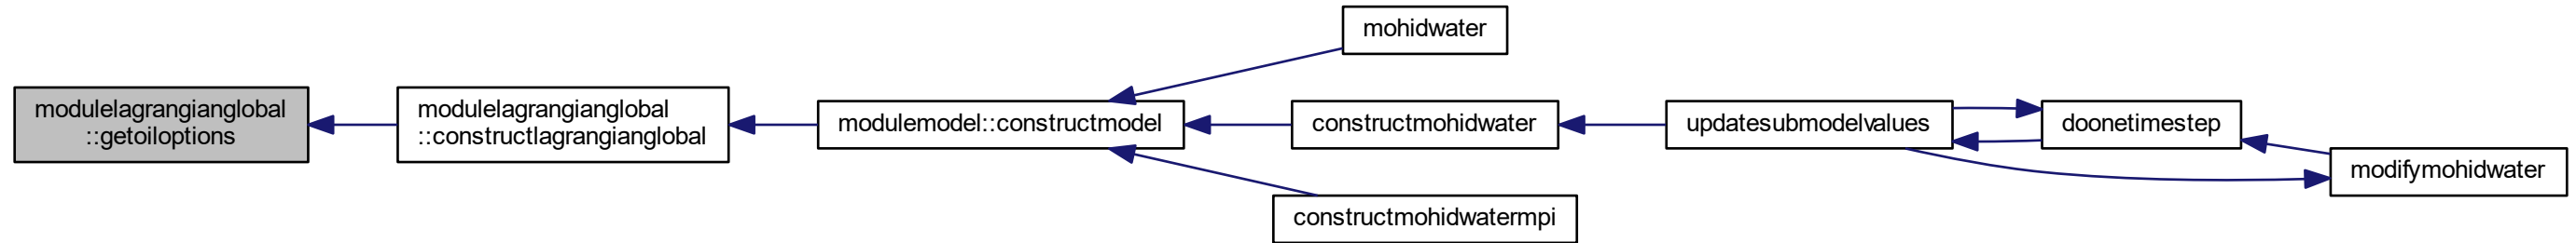 modulelagrangianglobal
::getoiloptions
modulelagrangianglobal
::constructlagrangianglobal
modulemodel::constructmodel
mohidwater
constructmohidwater
constructmohidwatermpi
updatesubmodelvalues
doonetimestep
modifymohidwater